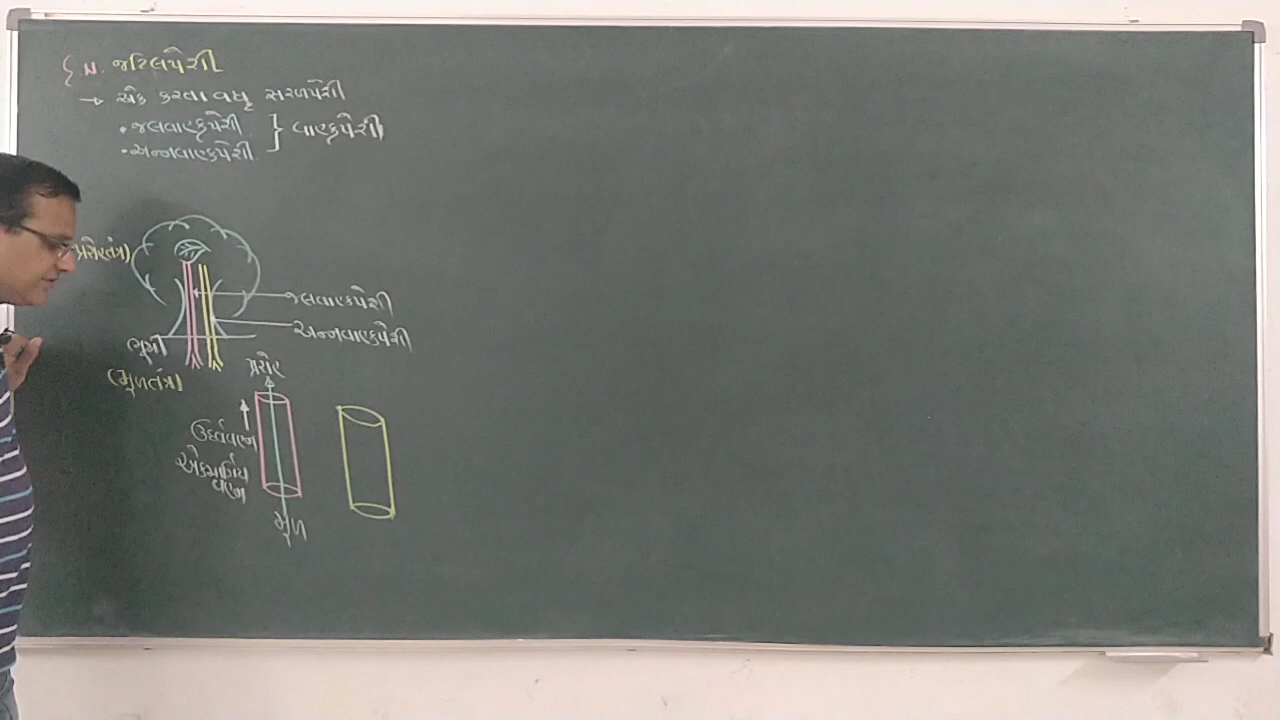 N. જટિલપેશી
→ એક કરતા વધુ સરળપેશી
• જલવાહકપેશી } વાહકપેશી
• અન્નવાહકપેશી
પ્રરોહતંત્ર)
જલવાહકપેશી
અન્નવાહકપેશી
ભૂમી
(મૂળતંત્ર)
પ્રરોહ
ઉર્ધ્વવહન
એકમાર્ગિય
વહન
મૂળ